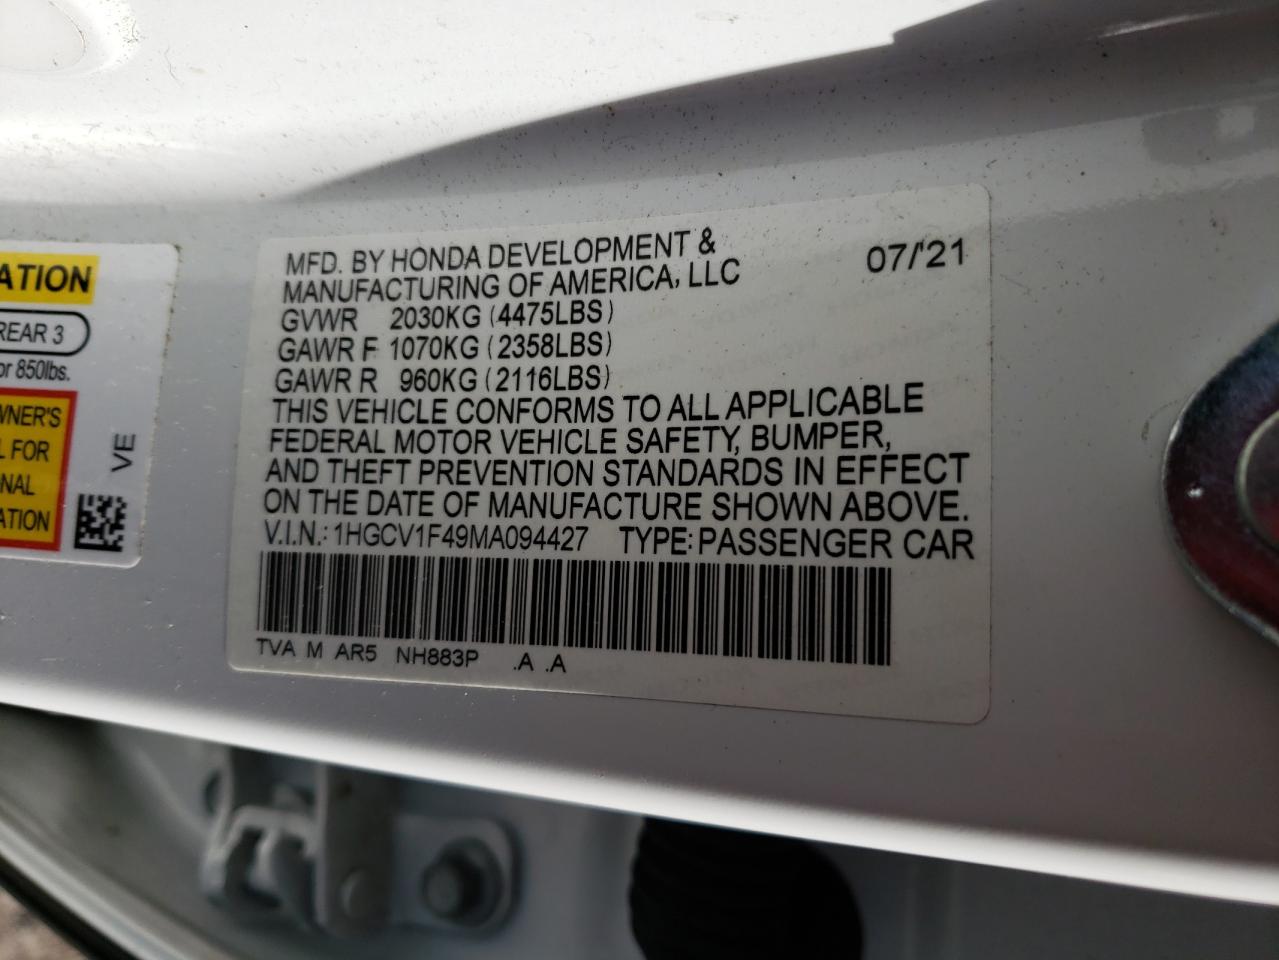 ATION
REAR 3
or 850lbs.
WNER'S
L FOR
NAL
ATION
VE
MFD. BY HONDA DEVELOPMENT &
MANUFACTURING OF AMERICA, LLC
07/'21
GVWR 2030KG (4475LBS)
GAWR F 1070KG (2358LBS)
GAWR R 960KG (2116LBS)
THIS VEHICLE CONFORMS TO ALL APPLICABLE
FEDERAL MOTOR VEHICLE SAFETY, BUMPER,
AND THEFT PREVENTION STANDARDS IN EFFECT
ON THE DATE OF MANUFACTURE SHOWN ABOVE.
V.I.N.: 1HGCV1F49MA094427 TYPE: PASSENGER CAR
TVA M AR5 NH883P .A .A